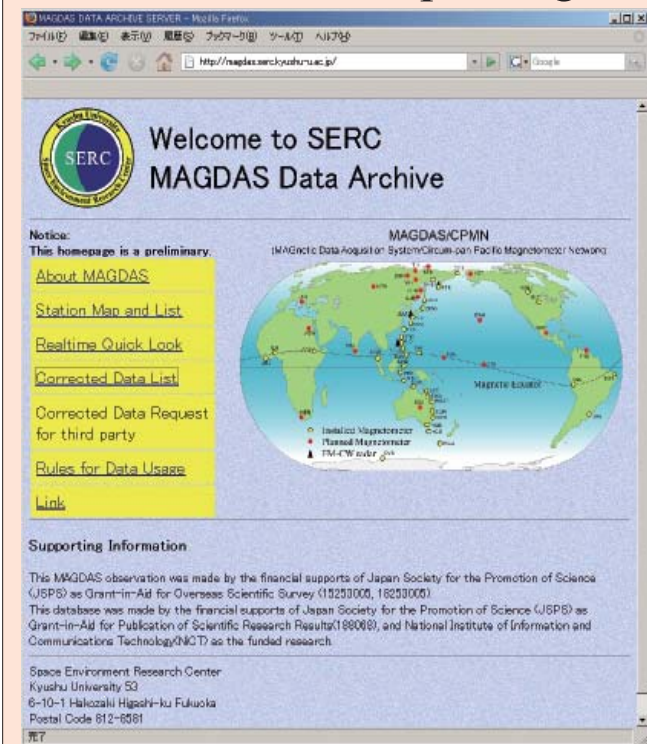 MAGDAS DATA ARCHIVE SERVER - Mozilla Firefox
ファイル(F) 編集(E) 表示(V) 履歴(S) ブックマーク(B) ツール(T) ヘルプ(H)
http://magdas.serc.kyushu-u.ac.jp/
Google
Kyushu University
SERC
Space Environment Research Center
Welcome to SERC
MAGDAS Data Archive
Notice:
This homepage is a preliminary.
About MAGDAS
Station Map and List
Realtime Quick Look
Corrected Data List
Corrected Data Request
for third party
Rules for Data Usage
Link
MAGDAS/CPMN
(MAGnetic Data Acqusition System/Circum-pan Pacific Magnetometer Network)
Magnetic Equator
Installed Magnetometer
Planned Magnetometer
FM-CW radar
Supporting Information
This MAGDAS observation was made by the financial supports of Japan Society for the Promotion of Science
(JSPS) as Grant-in-Aid for Overseas Scientific Survey (15253005, 18253005).
This database was made by the financial supports of Japan Society for the Promotion of Science (JSPS) as
Grant-in-Aid for Publication of Scientific Research Results(188068), and National Institute of Information and
Communications Technology(NiCT) as the funded research.
Space Environment Research Center
Kyushu University 53
6-10-1 Hakozaki Higashi-ku Fukuoka
Postal Code 812-8581
完了